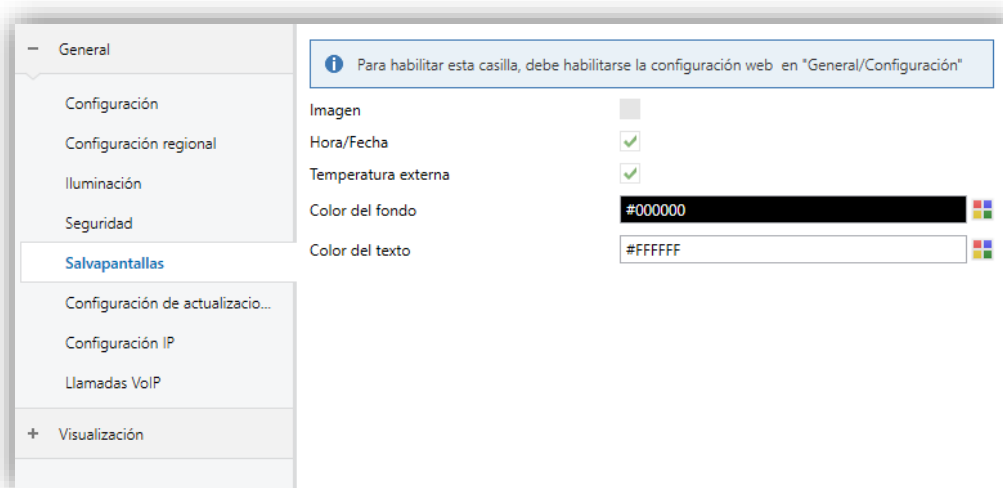 General
Configuración
Configuración regional
Iluminación
Seguridad
Salvapantallas
Configuración de actualizacio...
Configuración IP
Llamadas VoIP
Visualización
Para habilitar esta casilla, debe habilitarse la configuración web en "General/Configuración"
Imagen
Hora/Fecha
Temperatura externa
Color del fondo #000000
Color del texto #FFFFFF